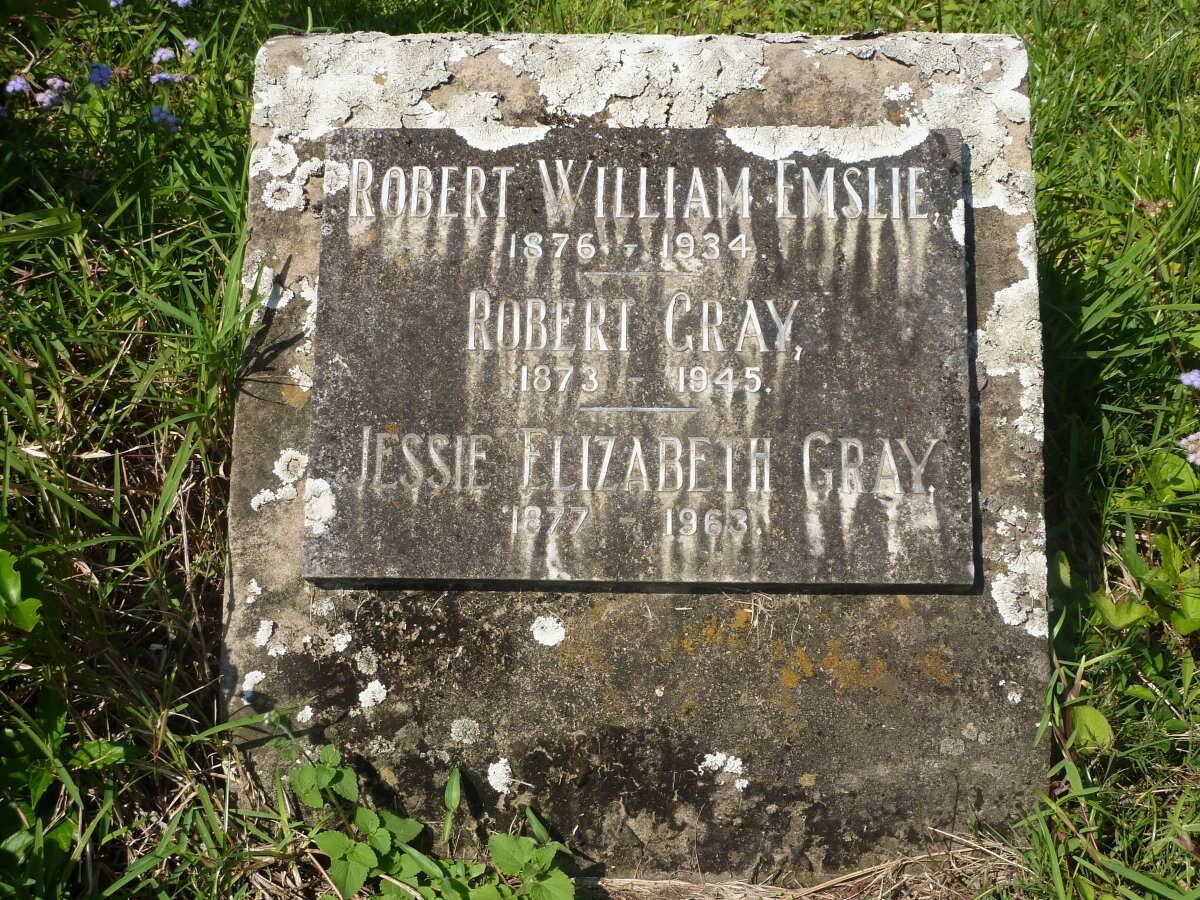 ROBERT WILLIAM EMSLIE,
1876 - 1934.
ROBERT GRAY,
1873 - 1945.
JESSIE ELIZABETH GRAY,
1877 - 1963.